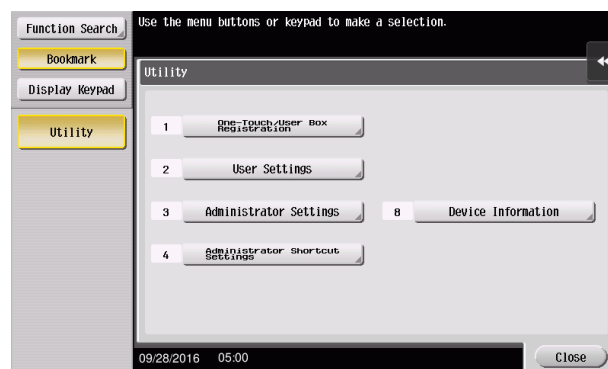 Use the menu buttons or keypad to make a selection.
Function Search
Bookmark
Display Keypad
Utility
Utility
1 One-Touch/User Box
Registration
2 User Settings
3 Administrator Settings
8 Device Information
4 Administrator Shortcut
Settings
09/28/2016 05:00
Close